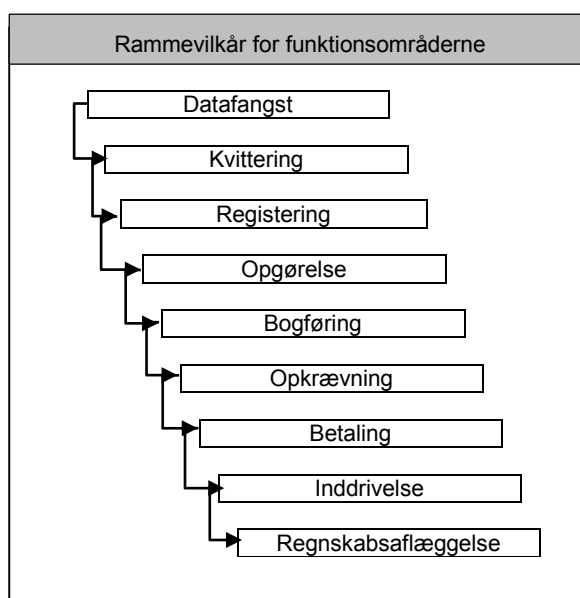 Rammevilkår for funktionsområderne
Datafangst
Kvittering
Registering
Opgørelse
Bogføring
Opkrævning
Betaling
Inddrivelse
Regnskabsaflæggelse